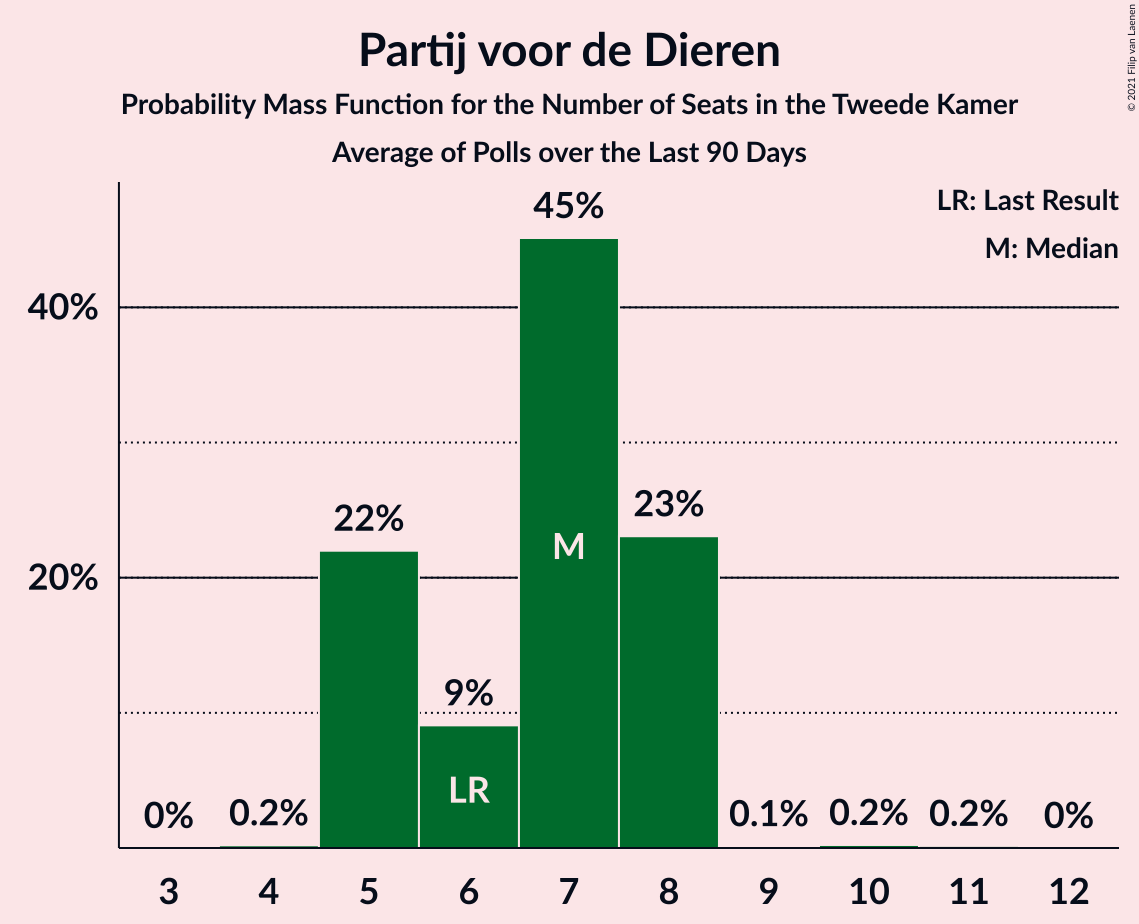 Partij voor de Dieren
Probability Mass Function for the Number of Seats in the Tweede Kamer
Average of Polls over the Last 90 Days
© 2021 Filip van Laenen
LR: Last Result
M: Median
45%
40%
23%
22%
M
20%
9%
LR
0% 0.2% 0.1% 0.2% 0.2% 0%
3 4 5 6 7 8 9 10 11 12